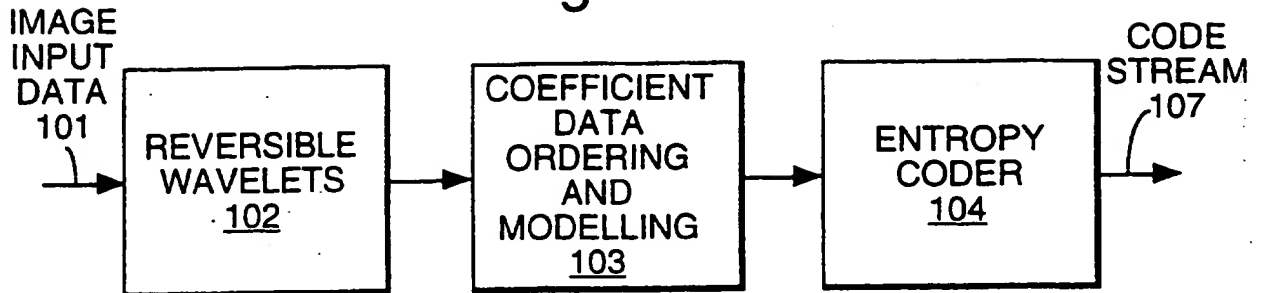 IMAGE
INPUT
DATA
101
REVERSIBLE
WAVELETS
102
COEFFICIENT
DATA
ORDERING
AND
MODELLING
103
ENTROPY
CODER
104
CODE
STREAM
107